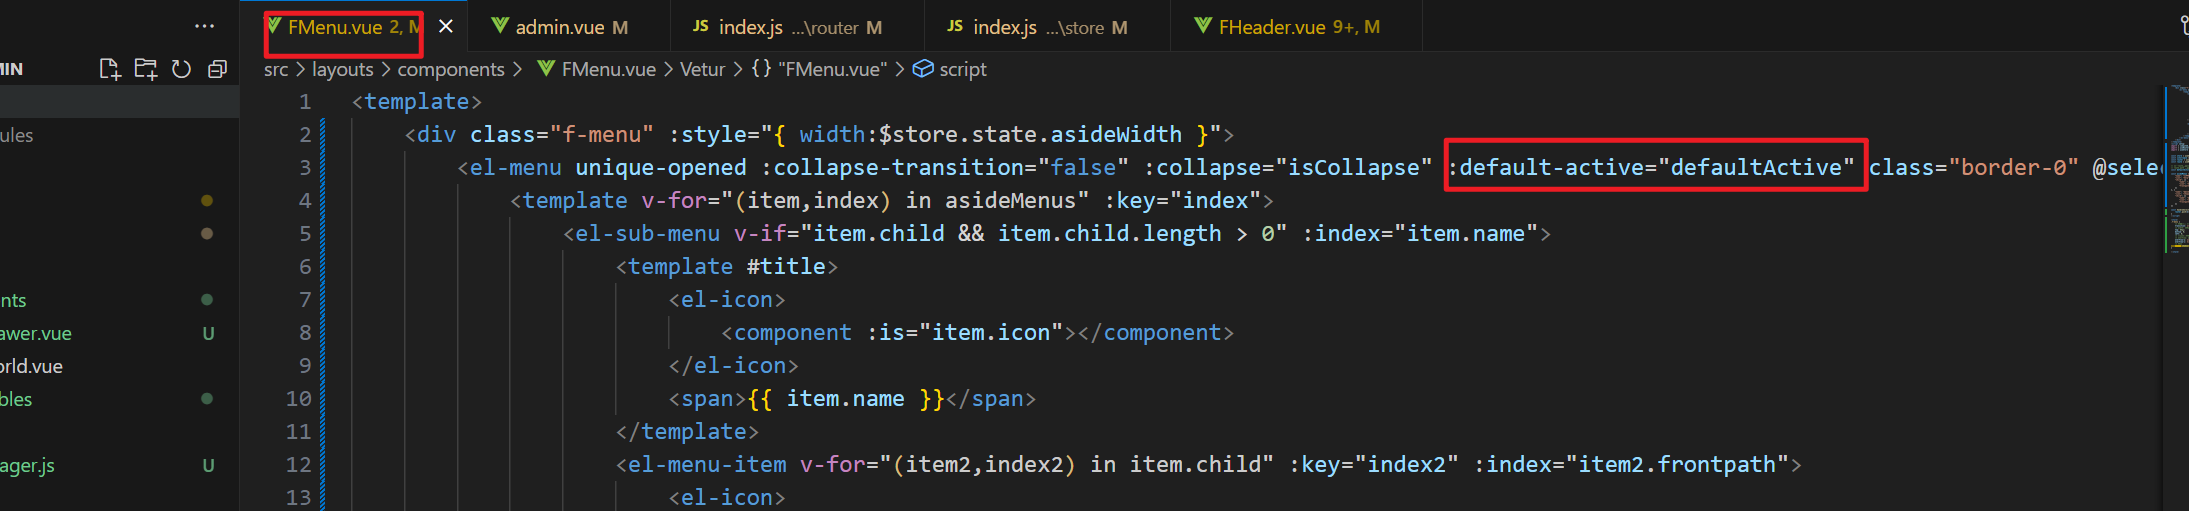 FMenu.vue 2, M
admin.vue M
index.js ...\router M
index.js ...\store M
FHeader.vue 9+, M
MIN
src > layouts > components > FMenu.vue > Vetur > {} "FMenu.vue" > script
ules
nts
awer.vue U
orld.vue
bles
ager.js U
1 <template>
2 <div class="f-menu" :style="{ width:$store.state.asideWidth }">
3 <el-menu unique-opened :collapse-transition="false" :collapse="isCollapse" :default-active="defaultActive" class="border-0" @sele
4 <template v-for="(item,index) in asideMenus" :key="index">
5 <el-sub-menu v-if="item.child && item.child.length > 0" :index="item.name">
6 <template #title>
7 <el-icon>
8 <component :is="item.icon"></component>
9 </el-icon>
10 <span>{{ item.name }}</span>
11 </template>
12 <el-menu-item v-for="(item2,index2) in item.child" :key="index2" :index="item2.frontpath">
13 <el-icon>